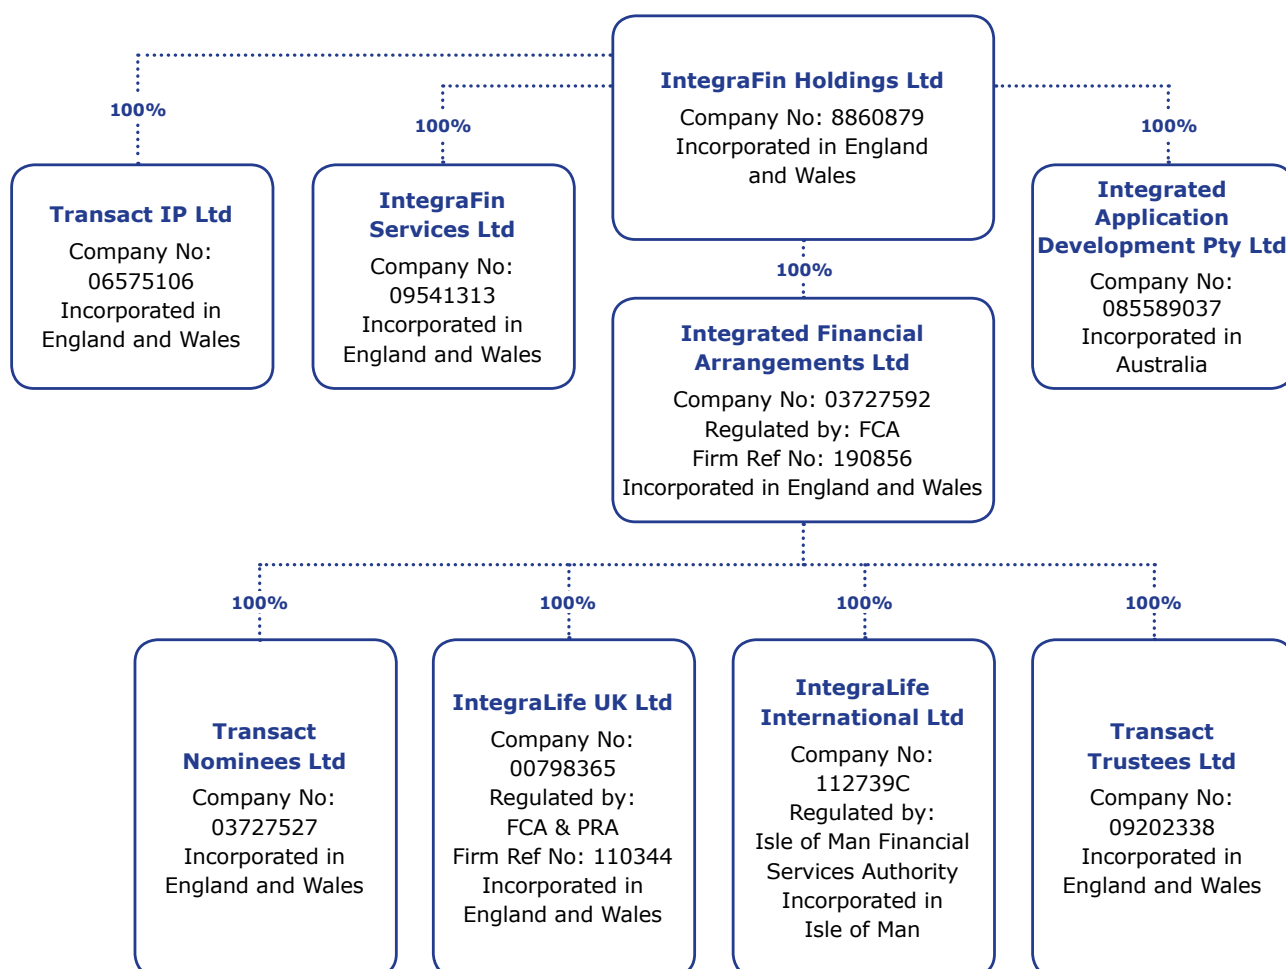 IntegraFin Holdings Ltd
Company No: 8860879
Incorporated in England
and Wales
100%
100%
100%
100%
Transact IP Ltd
Company No:
06575106
Incorporated in
England and Wales
IntegraFin
Services Ltd
Company No:
09541313
Incorporated in
England and Wales
Integrated
Application
Development Pty Ltd
Company No:
085589037
Incorporated in
Australia
Integrated Financial
Arrangements Ltd
Company No: 03727592
Regulated by: FCA
Firm Ref No: 190856
Incorporated in England and Wales
100%
100%
100%
100%
Transact
Nominees Ltd
Company No:
03727527
Incorporated in
England and Wales
IntegraLife UK Ltd
Company No:
00798365
Regulated by:
FCA & PRA
Firm Ref No: 110344
Incorporated in
England and Wales
IntegraLife
International Ltd
Company No:
112739C
Regulated by:
Isle of Man Financial
Services Authority
Incorporated in
Isle of Man
Transact
Trustees Ltd
Company No:
09202338
Incorporated in
England and Wales